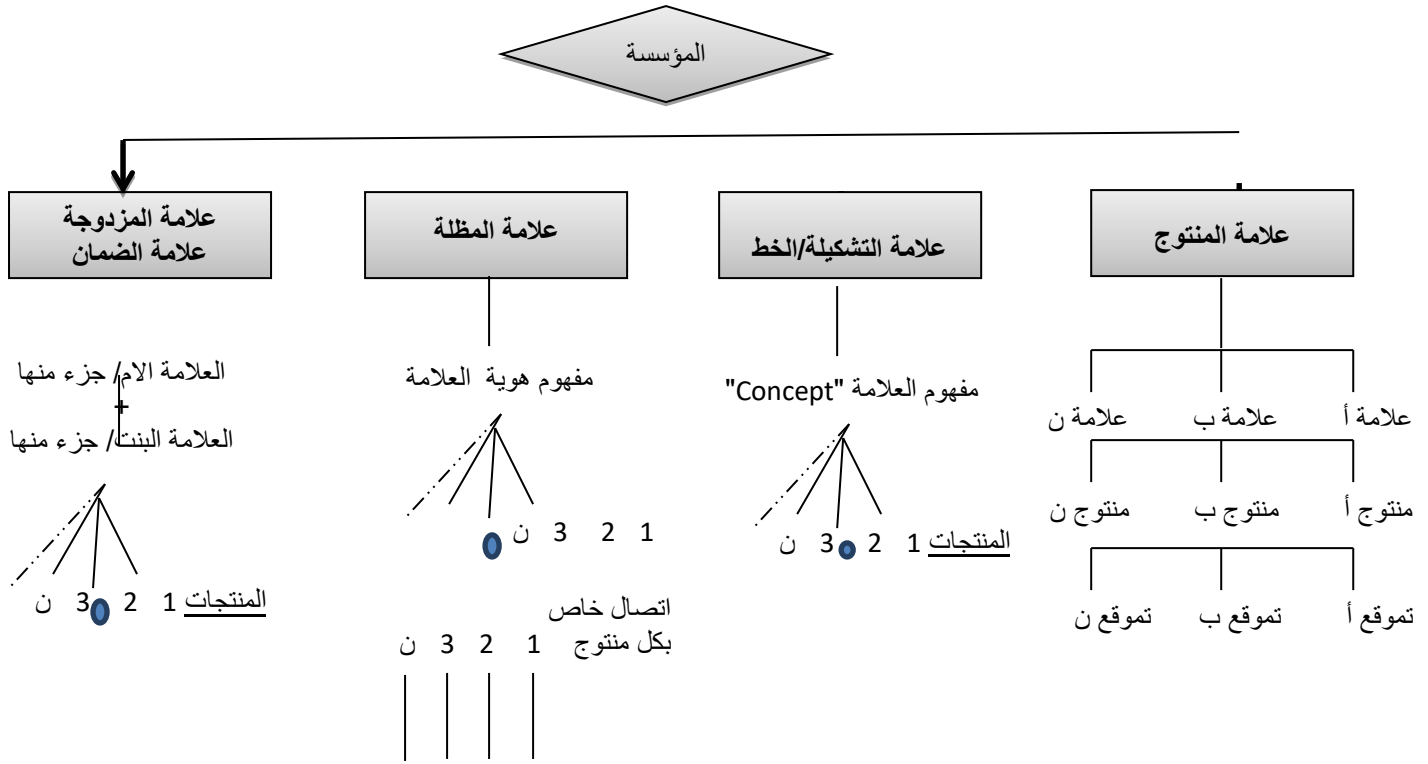 المؤسسة
علامة المنتوج
علامة التشكيلة/الخط
علامة المظلة
علامة المزدوجة
علامة الضمان
علامة أ
علامة ب
علامة ن
منتوج أ
منتوج ب
منتوج ن
تموقع أ
تموقع ب
تموقع ن
مفهوم العلامة "Concept"
المنتجات 1 2 3 ن
مفهوم هوية العلامة
1 2 3 ن
اتصال خاص
بكل منتوج 1 2 3 ن
العلامة الام/ جزء منها
+
العلامة البنت/ جزء منها
المنتجات 1 2 3 ن